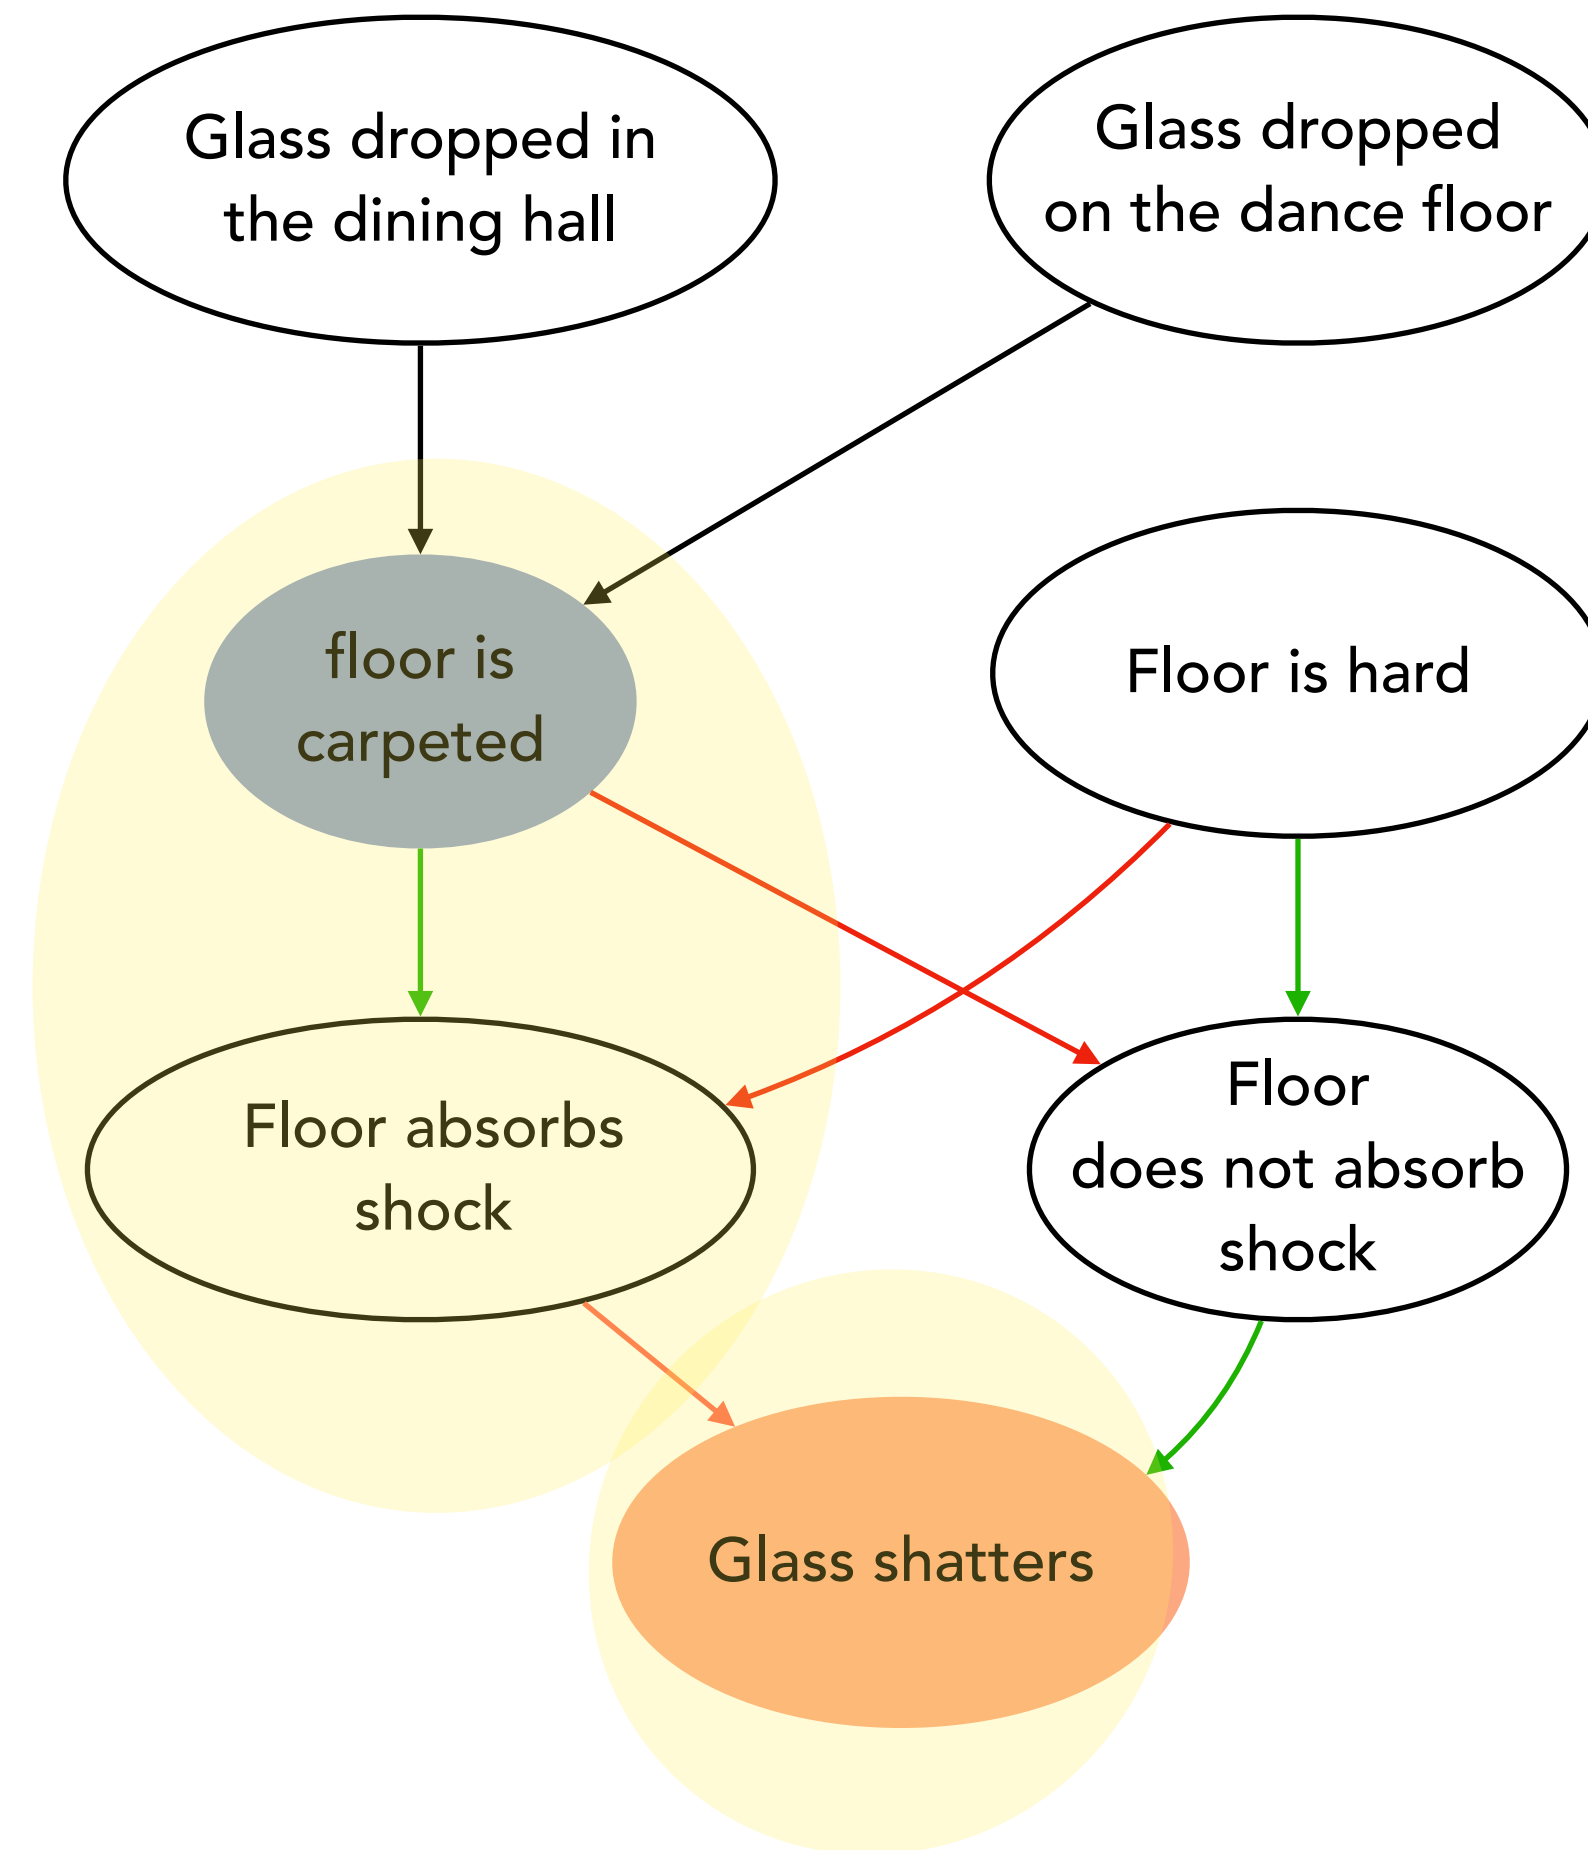 Glass dropped in
the dining hall
Glass dropped
on the dance floor
floor is
carpeted
Floor is hard
Floor absorbs
shock
Floor
does not absorb
shock
Glass shatters